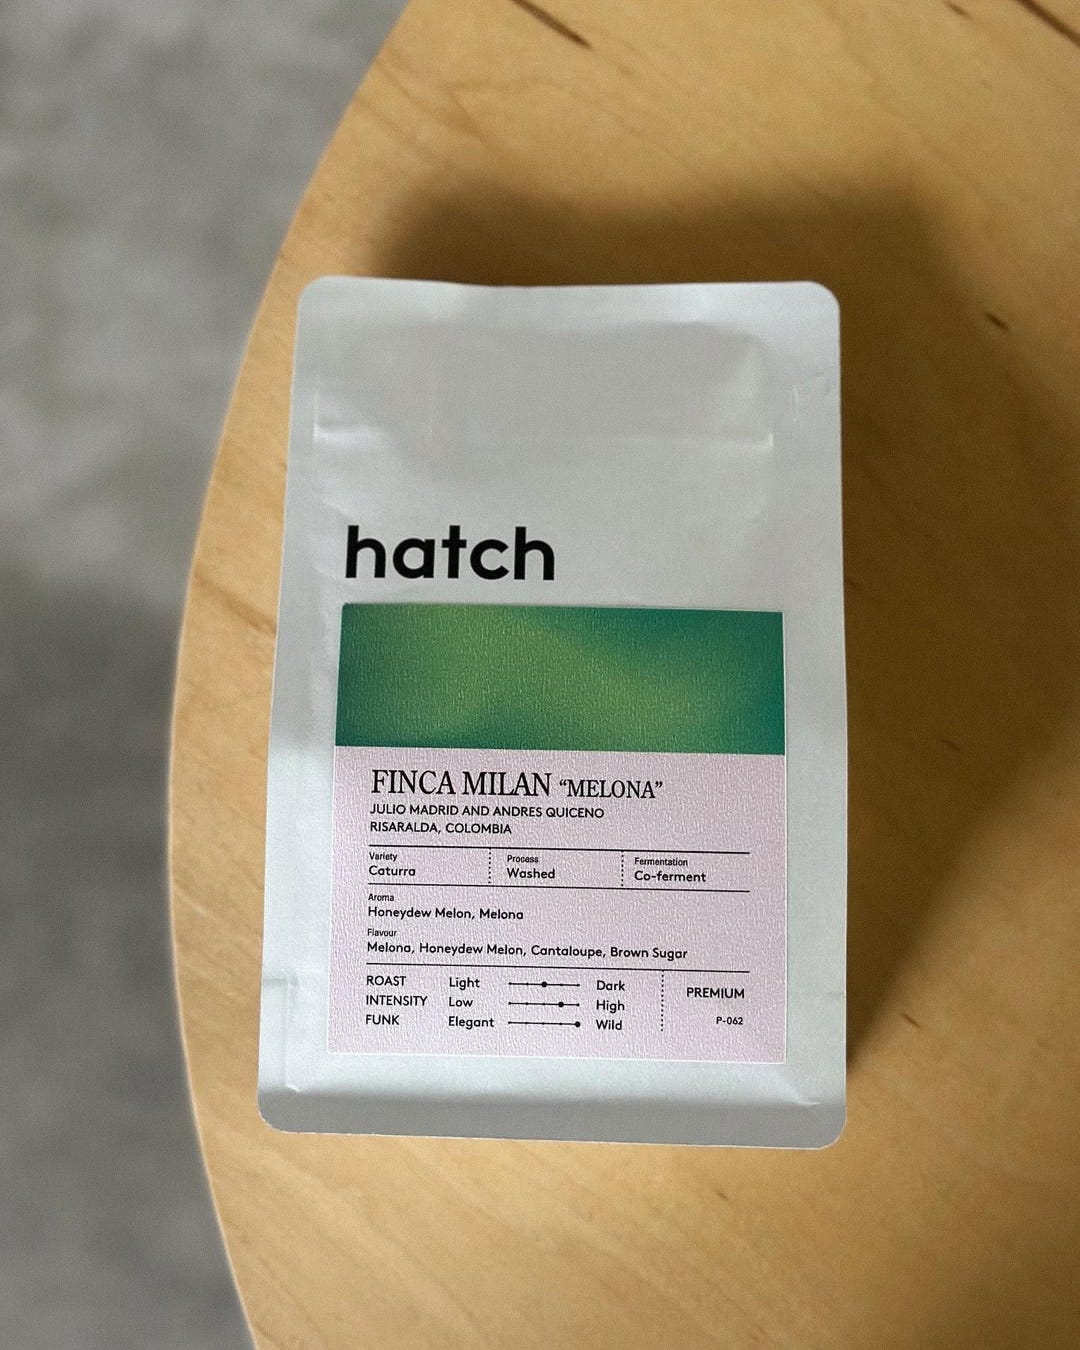 hatch
FINCA MILAN “MELONA”
JULIO MADRID AND ANDRES QUICENO
RISARALDA, COLOMBIA
Variety Process Fermentation
Caturra Washed Co-ferment
Aroma
Honeydew Melon, Melona
Flavour
Melona, Honeydew Melon, Cantaloupe, Brown Sugar
ROAST Light Dark PREMIUM
INTENSITY Low High
FUNK Elegant Wild P-062